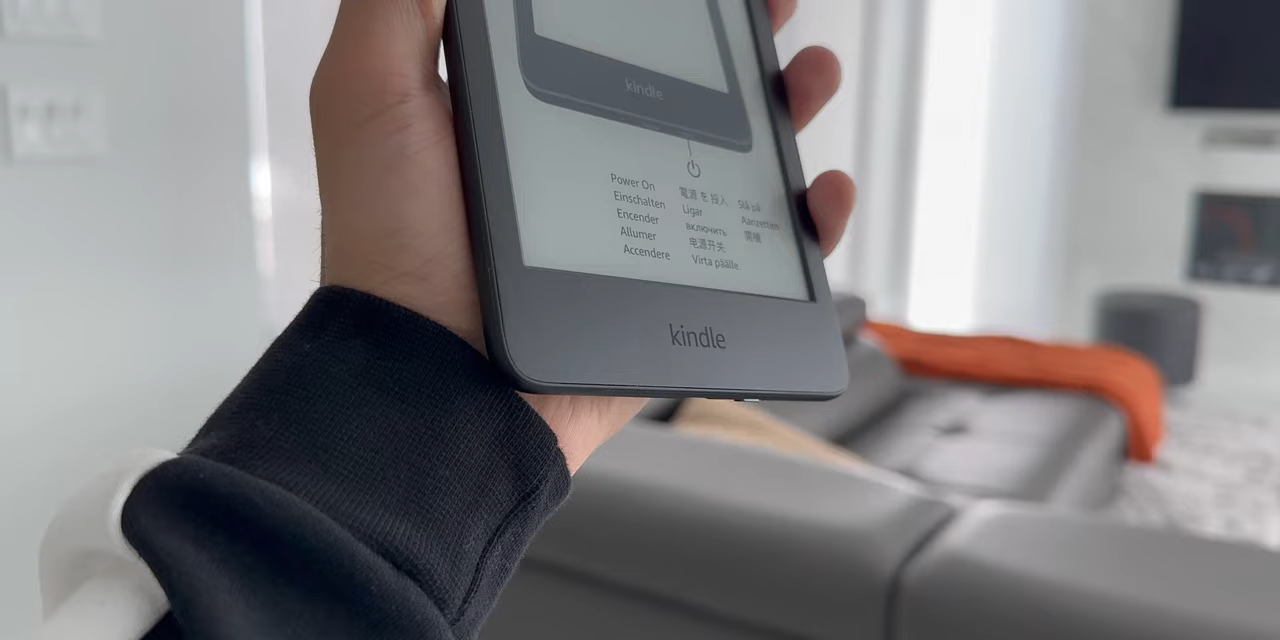 kindle
Power On
Einschalten
Encender
Allumer
Accendere
電源 を 投入
Ligar
включить
电源开关
Virta päälle
Slå på
Aanzetten
開機
kindle